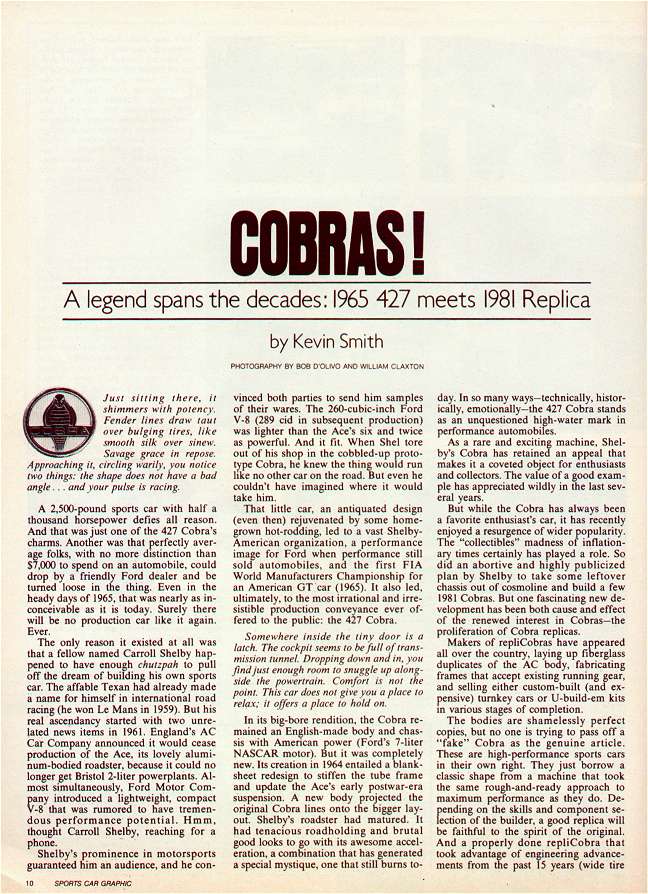 COBRAS!
A legend spans the decades: 1965 427 meets 1981 Replica
by Kevin Smith
PHOTOGRAPHY BY BOB D'OLIVO AND WILLIAM CLAXTON
Just sitting there, it
shimmers with potency.
Fender lines draw taut
over bulging tires, like
smooth silk over sinew.
Savage grace in repose.
Approaching it, circling warily, you notice
two things: the shape does not have a bad
angle . . . and your pulse is racing.
A 2,500-pound sports car with half a
thousand horsepower defies all reason.
And that was just one of the 427 Cobra's
charms. Another was that perfectly aver-
age folks, with no more distinction than
$7,000 to spend on an automobile, could
drop by a friendly Ford dealer and be
turned loose in the thing. Even in the
heady days of 1965, that was nearly as in-
conceivable as it is today. Surely there
will be no production car like it again.
Ever.
The only reason it existed at all was
that a fellow named Carroll Shelby hap-
pened to have enough chutzpah to pull
off the dream of building his own sports
car. The affable Texan had already made
a name for himself in international road
racing (he won Le Mans in 1959). But his
real ascendancy started with two unre-
lated news items in 1961. England's AC
Car Company announced it would cease
production of the Ace, its lovely alumi-
num-bodied roadster, because it could no
longer get Bristol 2-liter powerplants. Al-
most simultaneously, Ford Motor Com-
pany introduced a lightweight, compact
V-8 that was rumored to have tremen-
dous performance potential. Hmm,
thought Carroll Shelby, reaching for a
phone.
Shelby's prominence in motorsports
guaranteed him an audience, and he con-
vinced both parties to send him samples
of their wares. The 260-cubic-inch Ford
V-8 (289 cid in subsequent production)
was lighter than the Ace's six and twice
as powerful. And it fit. When Shel tore
out of his shop in the cobbled-up proto-
type Cobra, he knew the thing would run
like no other car on the road. But even he
couldn't have imagined where it would
take him.
That little car, an antiquated design
(even then) rejuvenated by some home-
grown hot-rodding, led to a vast Shelby-
American organization, a performance
image for Ford when performance still
sold automobiles, and the first FIA
World Manufacturers Championship for
an American GT car (1965). It also led,
ultimately, to the most irrational and irre-
sistible production conveyance ever of-
fered to the public: the 427 Cobra.
Somewhere inside the tiny door is a
latch. The cockpit seems to be full of trans-
mission tunnel. Dropping down and in, you
find just enough room to snuggle up along-
side the powertrain. Comfort is not the
point. This car does not give you a place to
relax; it offers a place to hold on.
In its big-bore rendition, the Cobra re-
mained an English-made body and chas-
sis with American power (Ford's 7-liter
NASCAR motor). But it was completely
new. Its creation in 1964 entailed a blank-
sheet redesign to stiffen the tube frame
and update the Ace's early postwar-era
suspension. A new body projected the
original Cobra lines onto the bigger lay-
out. Shelby's roadster had matured. It
had tenacious roadholding and brutal
good looks to go with its awesome accel-
eration, a combination that has generated
a special mystique, one that still burns to-
day. In so many ways—technically, histor-
ically, emotionally—the 427 Cobra stands
as an unquestioned high-water mark in
performance automobiles.
As a rare and exciting machine, Shel-
by's Cobra has retained an appeal that
makes it a coveted object for enthusiasts
and collectors. The value of a good exam-
ple has appreciated wildly in the last sev-
eral years.
But while the Cobra has always been
a favorite enthusiast's car, it has recently
enjoyed a resurgence of wider popularity.
The "collectibles" madness of inflation-
ary times certainly has played a role. So
did an abortive and highly publicized
plan by Shelby to take some leftover
chassis out of cosmoline and build a few
1981 Cobras. But one fascinating new de-
velopment has been both cause and effect
of the renewed interest in Cobras—the
proliferation of Cobra replicas.
Makers of repliCobras have appeared
all over the country, laying up fiberglass
duplicates of the AC body, fabricating
frames that accept existing running gear,
and selling either custom-built (and ex-
pensive) turnkey cars or U-build-em kits
in various stages of completion.
The bodies are shamelessly perfect
copies, but no one is trying to pass off a
"fake" Cobra as the genuine article.
These are high-performance sports cars
in their own right. They just borrow a
classic shape from a machine that took
the same rough-and-ready approach to
maximum performance as they do. De-
pending on the skills and component se-
lection of the builder, a good replica will
be faithful to the spirit of the original.
And a properly done repliCobra that
took advantage of engineering advance-
ments from the past 15 years (wide tire
10 SPORTS CAR GRAPHIC